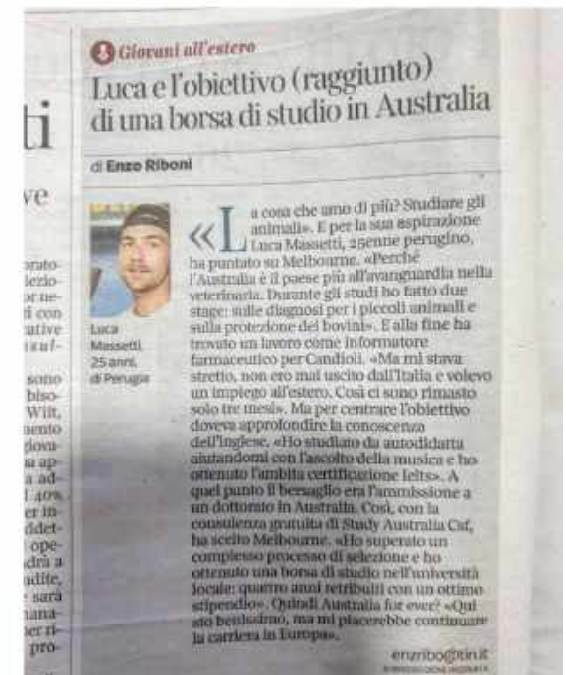 Giovani all'estero
Luca e l'obiettivo (raggiunto)
di una borsa di studio in Australia
di Enzo Riboni
ti
ve
Luca
Massetti,
25 anni,
di Perugia
«La cosa che amo di più? Studiare gli
animali». E per la sua aspirazione
Luca Massetti, 25enne perugino,
ha puntato su Melbourne. «Perché
l'Australia è il paese più all'avanguardia nella
veterinaria. Durante gli studi ho fatto due
stage: sulle diagnosi per i piccoli animali e
sulla protezione dei bovini». E alla fine ha
trovato un lavoro come informatore
farmaceutico per Candioli. «Ma mi stava
stretto, non ero mai uscito dall'Italia e volevo
un impiego all'estero. Così ci sono rimasto
solo tre mesi». Ma per centrare l'obiettivo
doveva approfondire la conoscenza
dell'inglese. «Ho studiato da autodidatta
aiutandomi con l'ascolto della musica e ho
ottenuto l'ambita certificazione Ielts». A
quel punto il bersaglio era l'ammissione a
un dottorato in Australia. Così, con la
consulenza gratuita di Study Australia Csf,
ha scelto Melbourne. «Ho superato un
complesso processo di selezione e ho
ottenuto una borsa di studio nell'università
locale: quattro anni retribuiti con un ottimo
stipendio». Quindi Australia for ever? «Qui
sto benissimo, ma mi piacerebbe continuare
la carriera in Europa».
enzribo@tin.it